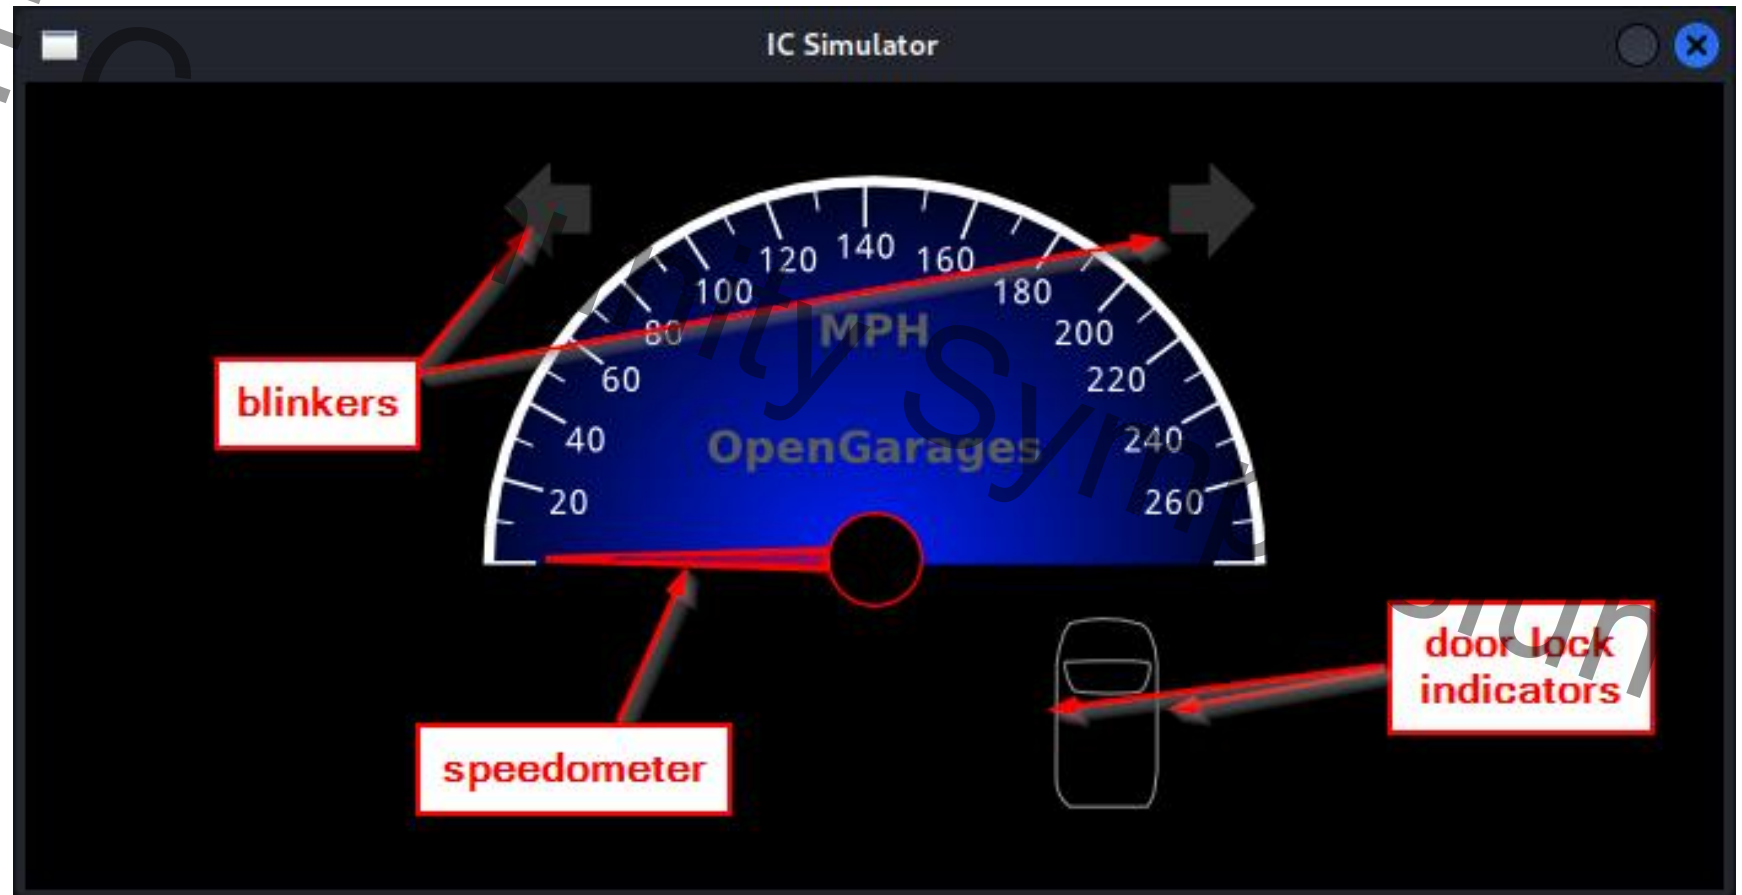 IC Simulator
120
140
160
100
180
80
MPH
200
blinkers
60
220
OpenGarages
40
240
20
260
door lock
indicators
speedometer